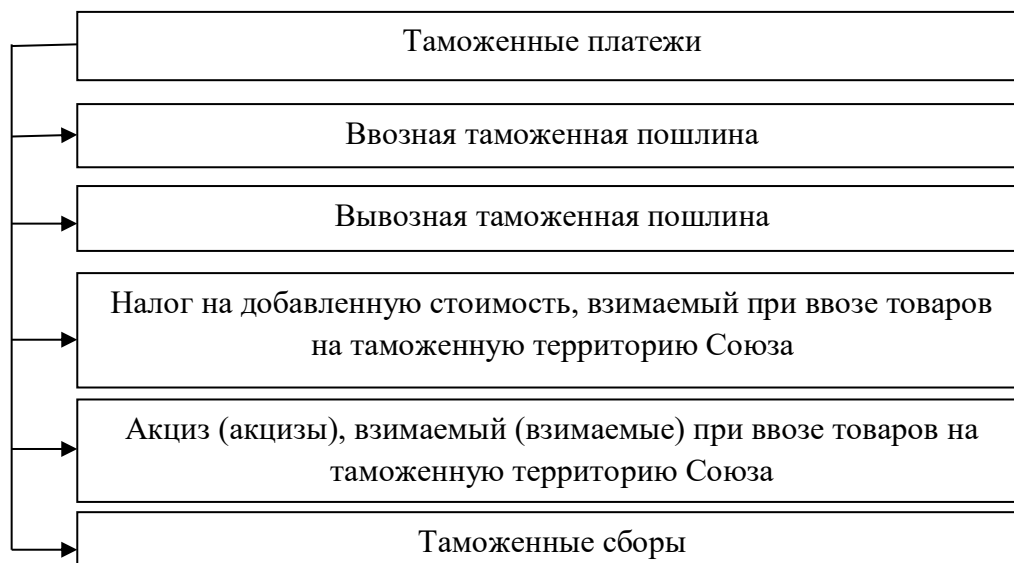 Таможенные платежи
Ввозная таможенная пошлина
Вывозная таможенная пошлина
Налог на добавленную стоимость, взимаемый при ввозе товаров
на таможенную территорию Союза
Акциз (акцизы), взимаемый (взимаемые) при ввозе товаров на
таможенную территорию Союза
Таможенные сборы